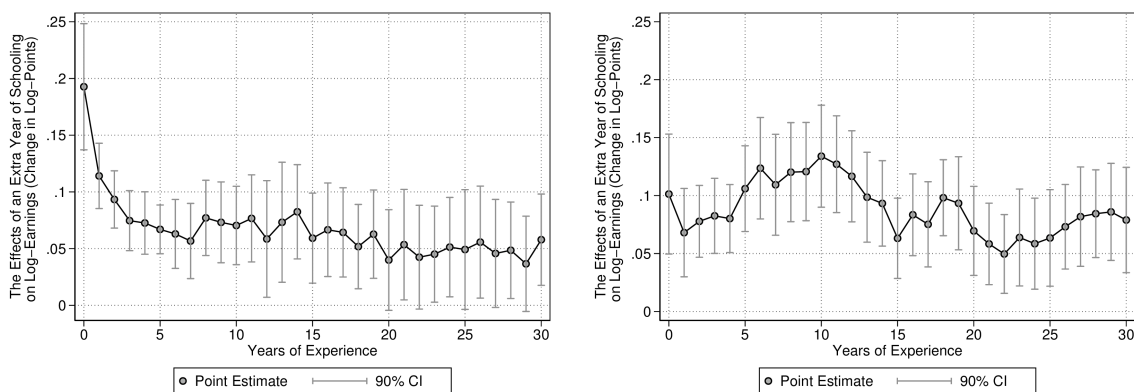 The Effects of an Extra Year of Schooling
on Log−Earnings (Change in Log−Points)
.25
.2
.15
.1
.05
0
0 5 10 15 20 25 30
Years of Experience
Point Estimate 90% CI
The Effects of an Extra Year of Schooling
on Log−Earnings (Change in Log−Points)
.25
.2
.15
.1
.05
0
0 5 10 15 20 25 30
Years of Experience
Point Estimate 90% CI